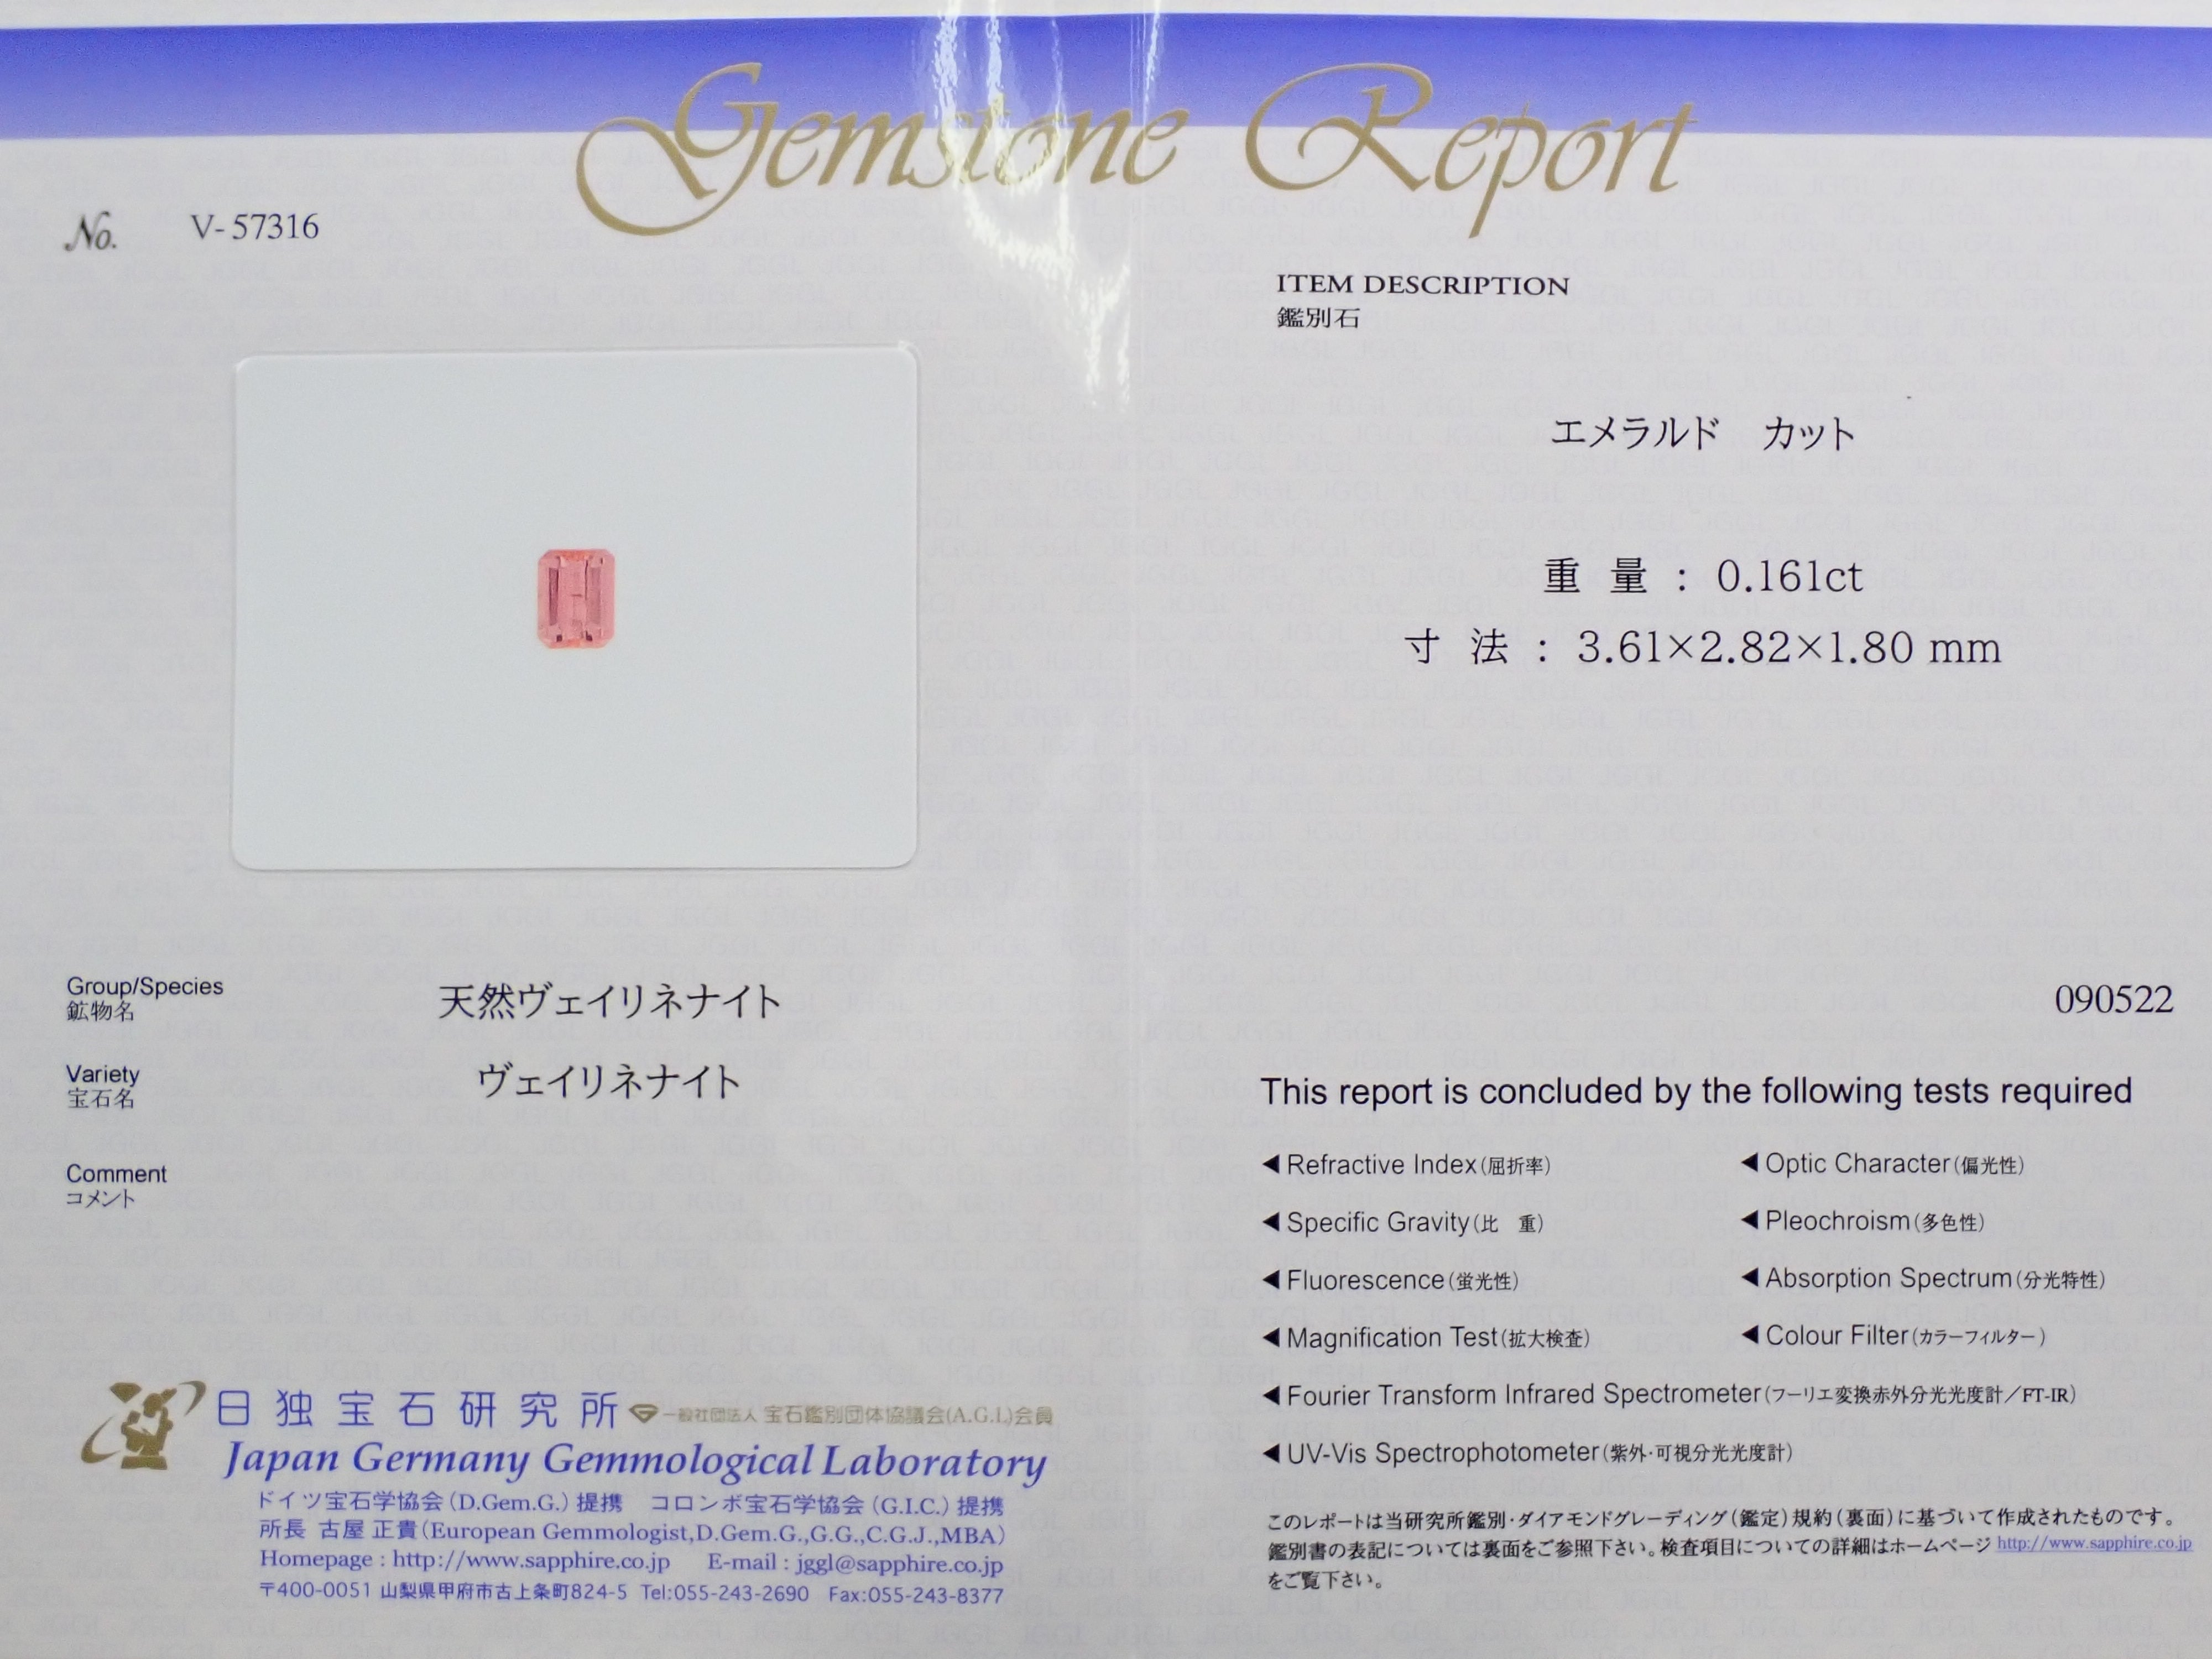 Gemstone Report
No. V-57316
ITEM DESCRIPTION
鑑別石
エメラルド カット
重 量 : 0.161ct
寸 法 : 3.61×2.82×1.80 mm
Group/Species
鉱物名
天然ヴェイリネナイト
Variety
宝石名
ヴェイリネナイト
Comment
コメント
090522
This report is concluded by the following tests required
◀Refractive Index(屈折率)
◀Optic Character(偏光性)
◀Specific Gravity(比 重)
◀Pleochroism(多色性)
◀Fluorescence(蛍光性)
◀Absorption Spectrum(分光特性)
◀Magnification Test(拡大検査)
◀Colour Filter(カラーフィルター)
◀Fourier Transform Infrared Spectrometer(フーリエ変換赤外分光光度計/FT-IR)
◀UV-Vis Spectrophotometer(紫外·可視分光光度計)
このレポートは当研究所鑑別·ダイアモンドグレーディング(鑑定)規約(裏面)に基づいて作成されたものです。
鑑別書の表記については裏面をご参照下さい。検査項目についての詳細はホームページ http://www.sapphire.co.jp
をご覧下さい。
日独宝石研究所 一般社団法人 宝石鑑別団体協議会(A.G.L)会員
Japan Germany Gemmological Laboratory
ドイツ宝石学協会(D.Gem.G.)提携 コロンボ宝石学協会(G.I.C.)提携
所長 古屋 正貴(European Gemmologist,D.Gem.G.,G.G.,C.G.J.,MBA)
Homepage : http://www.sapphire.co.jp E-mail : jggl@sapphire.co.jp
〒400-0051 山梨県甲府市古上条町824-5 Tel:055-243-2690 Fax:055-243-8377